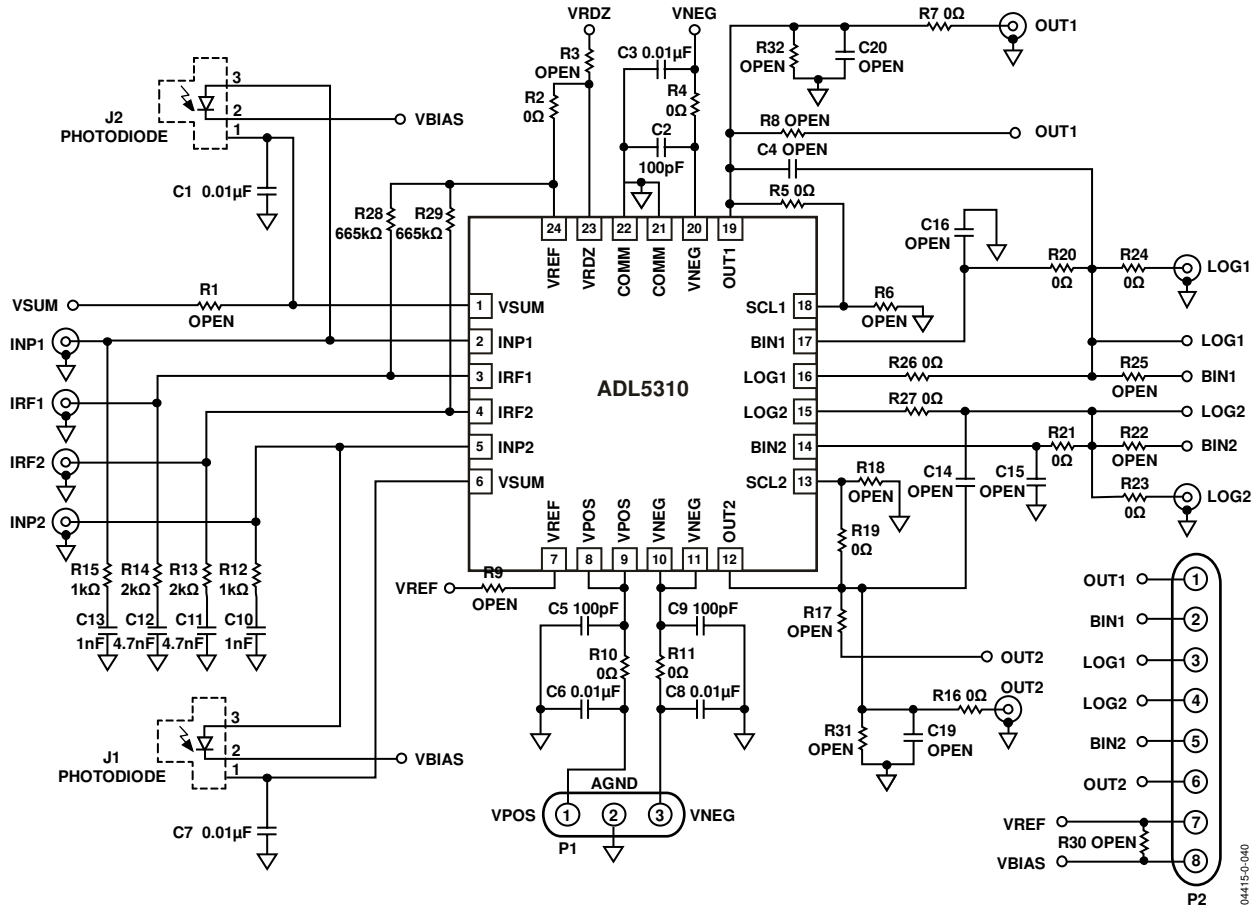 VRDZ
VNEG
R7 0Ω
OUT1
R3
OPEN
C3 0.01µF
R32
OPEN
C20
OPEN
3
2
1
J2
PHOTODIODE
VBIAS
R2
0Ω
R4
0Ω
C2
100pF
R8 OPEN
OUT1
C4 OPEN
C1 0.01µF
R28
665kΩ
R29
665kΩ
R5 0Ω
C16
OPEN
24
23
22
21
20
19
VREF
VRDZ
COMM
COMM
VNEG
OUT1
R20
0Ω
R24
0Ω
LOG1
VSUM
R1
OPEN
1
VSUM
18
SCL1
R6
OPEN
INP1
2
INP1
17
BIN1
LOG1
IRF1
3
IRF1
16
LOG1
R26 0Ω
R25
OPEN
BIN1
ADL5310
4
IRF2
15
LOG2
R27 0Ω
LOG2
IRF2
5
INP2
14
BIN2
R21
0Ω
R22
OPEN
BIN2
INP2
6
VSUM
13
SCL2
R18
OPEN
C14
OPEN
C15
OPEN
R23
0Ω
LOG2
VREF
VPOS
VPOS
VNEG
VNEG
OUT2
7
8
9
10
11
12
R19
0Ω
R15
1kΩ
R14
2kΩ
R13
2kΩ
R12
1kΩ
VREF
R9
OPEN
C13
1nF
C12
4.7nF
C11
4.7nF
C10
1nF
C5 100pF
C9 100pF
R17
OPEN
R10
0Ω
R11
0Ω
OUT2
C6 0.01µF
C8 0.01µF
R16 0Ω
OUT2
R31
OPEN
C19
OPEN
3
2
1
J1
PHOTODIODE
VBIAS
C7 0.01µF
AGND
VPOS
1
2
3
VNEG
P1
OUT1
1
BIN1
2
LOG1
3
LOG2
4
BIN2
5
OUT2
6
VREF
7
R30 OPEN
VBIAS
8
P2
04415-0-040